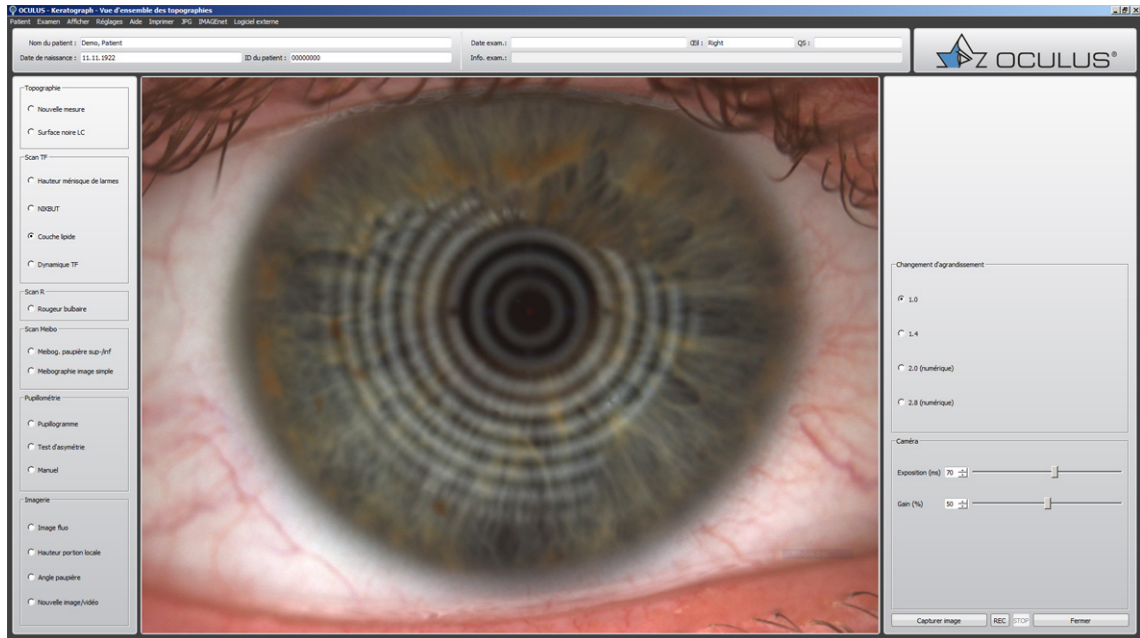 OCULUS - Keratograph - Vue d'ensemble des topographies
Patient Examen Afficher Réglages Aide Imprimer JPG IMAGEnet Logiciel externe
Nom du patient : Demo, Patient
Date de naissance : 11.11.1922 ID du patient : 00000000
Date exam.: Œil : Right QS :
Info. exam.:
OCULUS®
Topographie
Nouvelle mesure
Surface noire LC
Scan TF
Hauteur ménisque de larmes
NIKBUT
Couche lipide
Dynamique TF
Scan R
Rougeur bulbaire
Scan Meibo
Meibog. paupière sup-/inf
Meibographie image simple
Pupillométrie
Pupillogramme
Test d'asymétrie
Manuel
Imagerie
Image fluo
Hauteur portion locale
Angle paupière
Nouvelle image/vidéo
Changement d'agrandissement
1.0
1.4
2.0 (numérique)
2.8 (numérique)
Caméra
Exposition (ms) 70
Gain (%) 50
Capturer image REC STOP Fermer